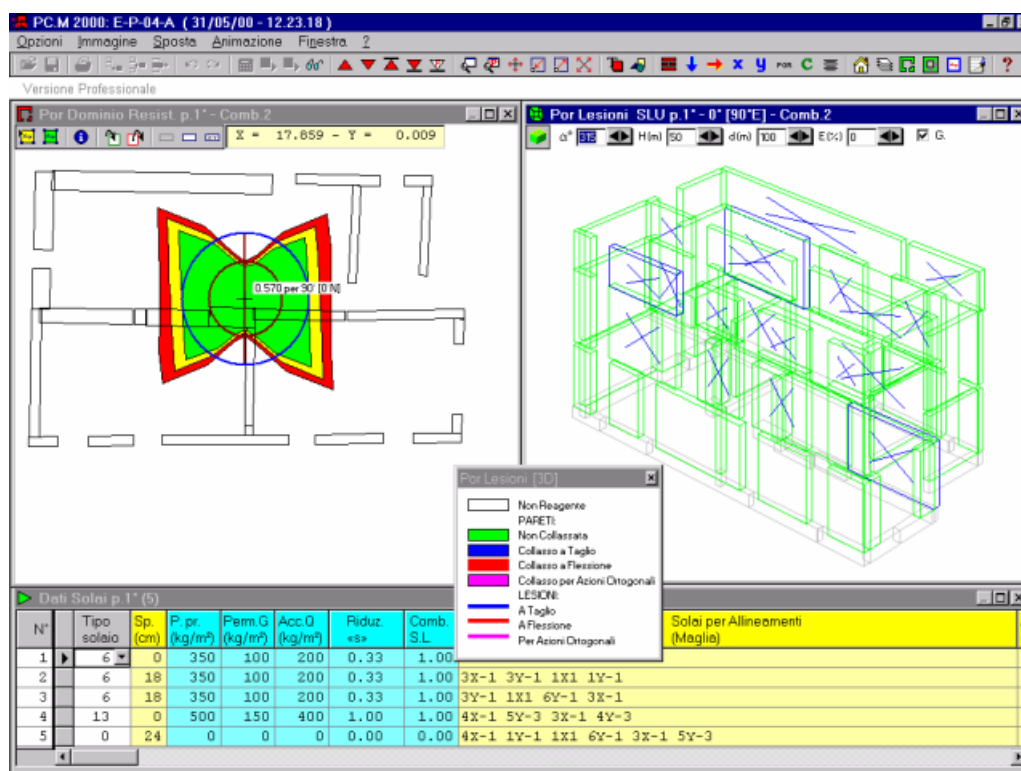 PC.M 2000: E-P-04-A ( 31/05/00 - 12.23.18 )
Opzioni Immagine Sposta Animazione Finestra ?
Versione Professionale
Por Dominio Resist. p.1° - Comb.2
X = 17.859 - Y = 0.009
0.570 per 90° [0 N]
Por Lesioni SLU p.1° - 0° [90°E] - Comb.2
α° 315 H(m) 50 d(m) 100 E(%) 0 G.
Por Lesioni [3D]
Non Reagente
PARETI:
Non Collassata
Collasso a Taglio
Collasso a Flessione
Collasso per Azioni Ortogonali
LESIONI:
A Taglio
A Flessione
Per Azioni Ortogonali
Dati Solai p.1° (5)
N° Tipo solaio Sp. (cm) P. pr. (kg/m²) Perm.G (kg/m²) Acc.Q (kg/m²) Riduz. «s» Comb. S.L Solai per Allineamenti (Maglia)
1 6 0 350 100 200 0.33 1.00
2 6 18 350 100 200 0.33 1.00 3X-1 3Y-1 1X1 1Y-1
3 6 18 350 100 200 0.33 1.00 3Y-1 1X1 6Y-1 3X-1
4 13 0 500 150 400 1.00 1.00 4X-1 5Y-3 3X-1 4Y-3
5 0 24 0 0 0 0.00 0.00 4X-1 1Y-1 1X1 6Y-1 3X-1 5Y-3